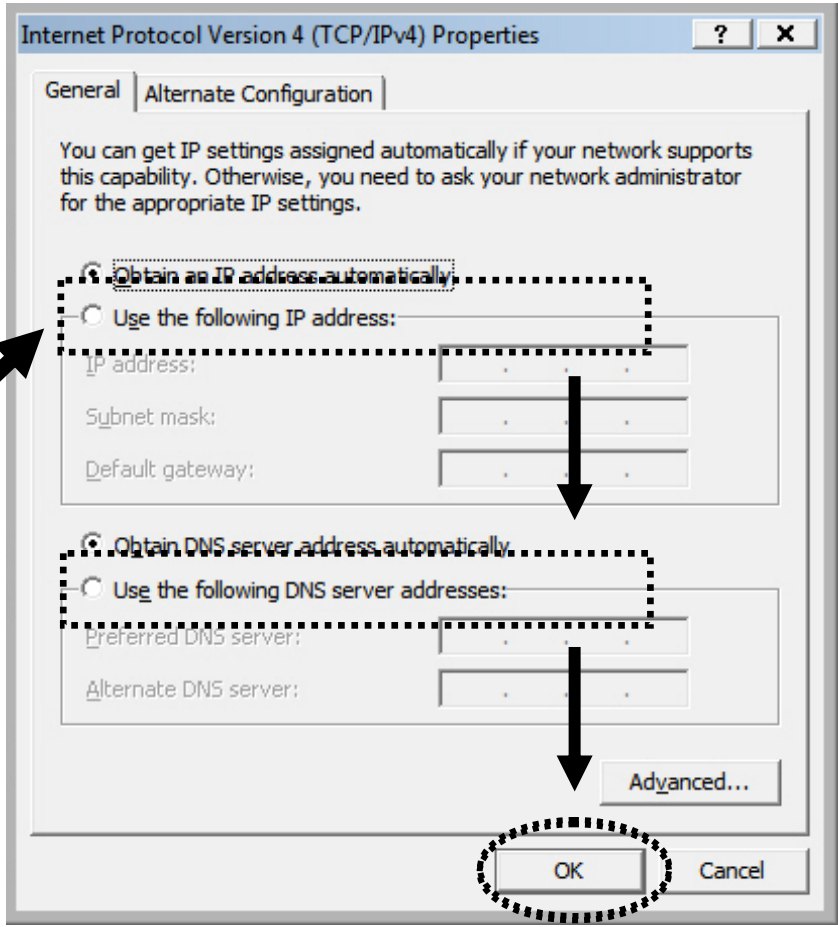 Internet Protocol Version 4 (TCP/IPv4) Properties
General
Alternate Configuration
You can get IP settings assigned automatically if your network supports
this capability. Otherwise, you need to ask your network administrator
for the appropriate IP settings.
Obtain an IP address automatically
Use the following IP address:
IP address:
Subnet mask:
Default gateway:
Obtain DNS server address automatically
Use the following DNS server addresses:
Preferred DNS server:
Alternate DNS server:
Advanced...
OK
Cancel